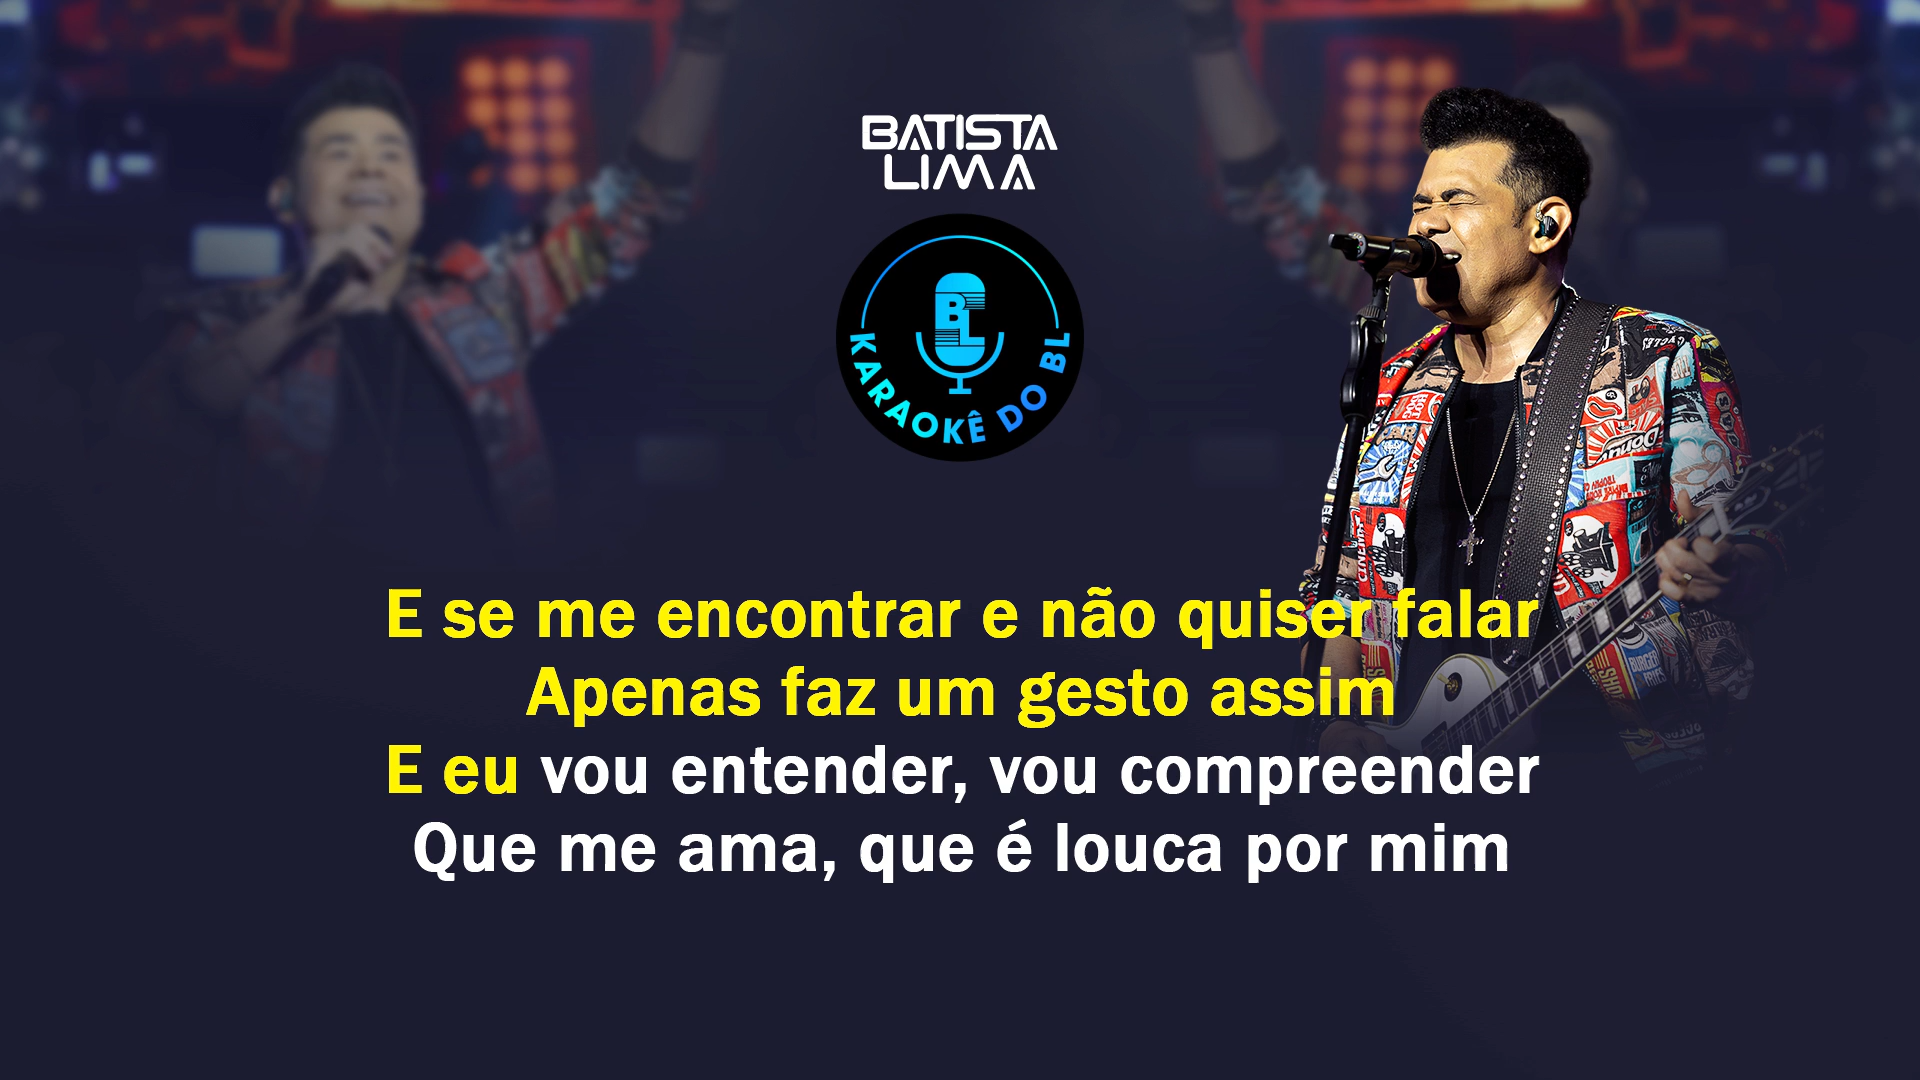 BATISTA
LIMA
BL
KARAOKÊ DO BL
E se me encontrar e não quiser falar
Apenas faz um gesto assim
E eu vou entender, vou compreender
Que me ama, que é louca por mim